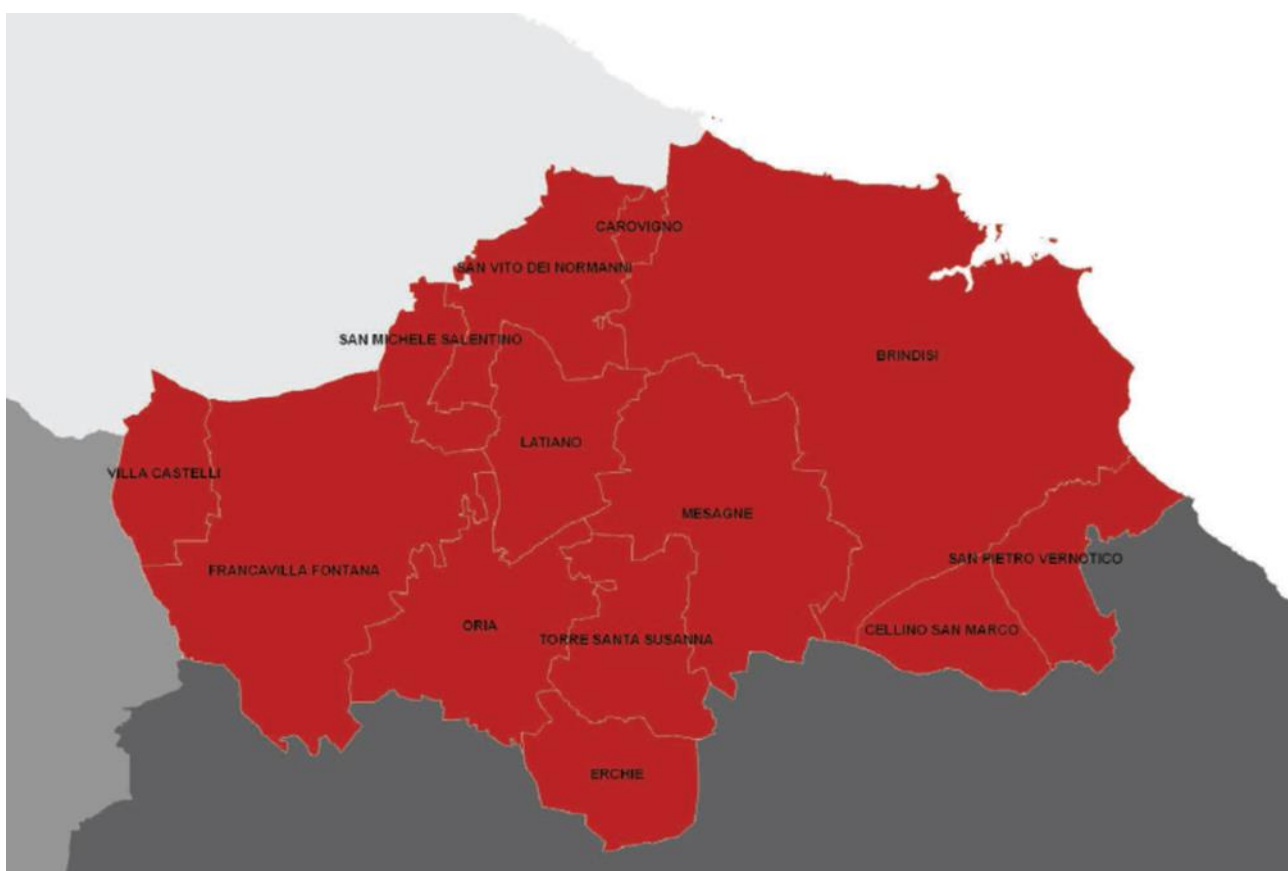 CAROVIGNO
SAN VITO DEI NORMANNI
SAN MICHELE SALENTINO
BRINDISI
LATIANO
VILLA CASTELLI
MESAGNE
SAN PIETRO VERNOTICO
FRANCAVILLA FONTANA
ORIA
CELLINO SAN MARCO
TORRE SANTA SUSANNA
ERCHIE